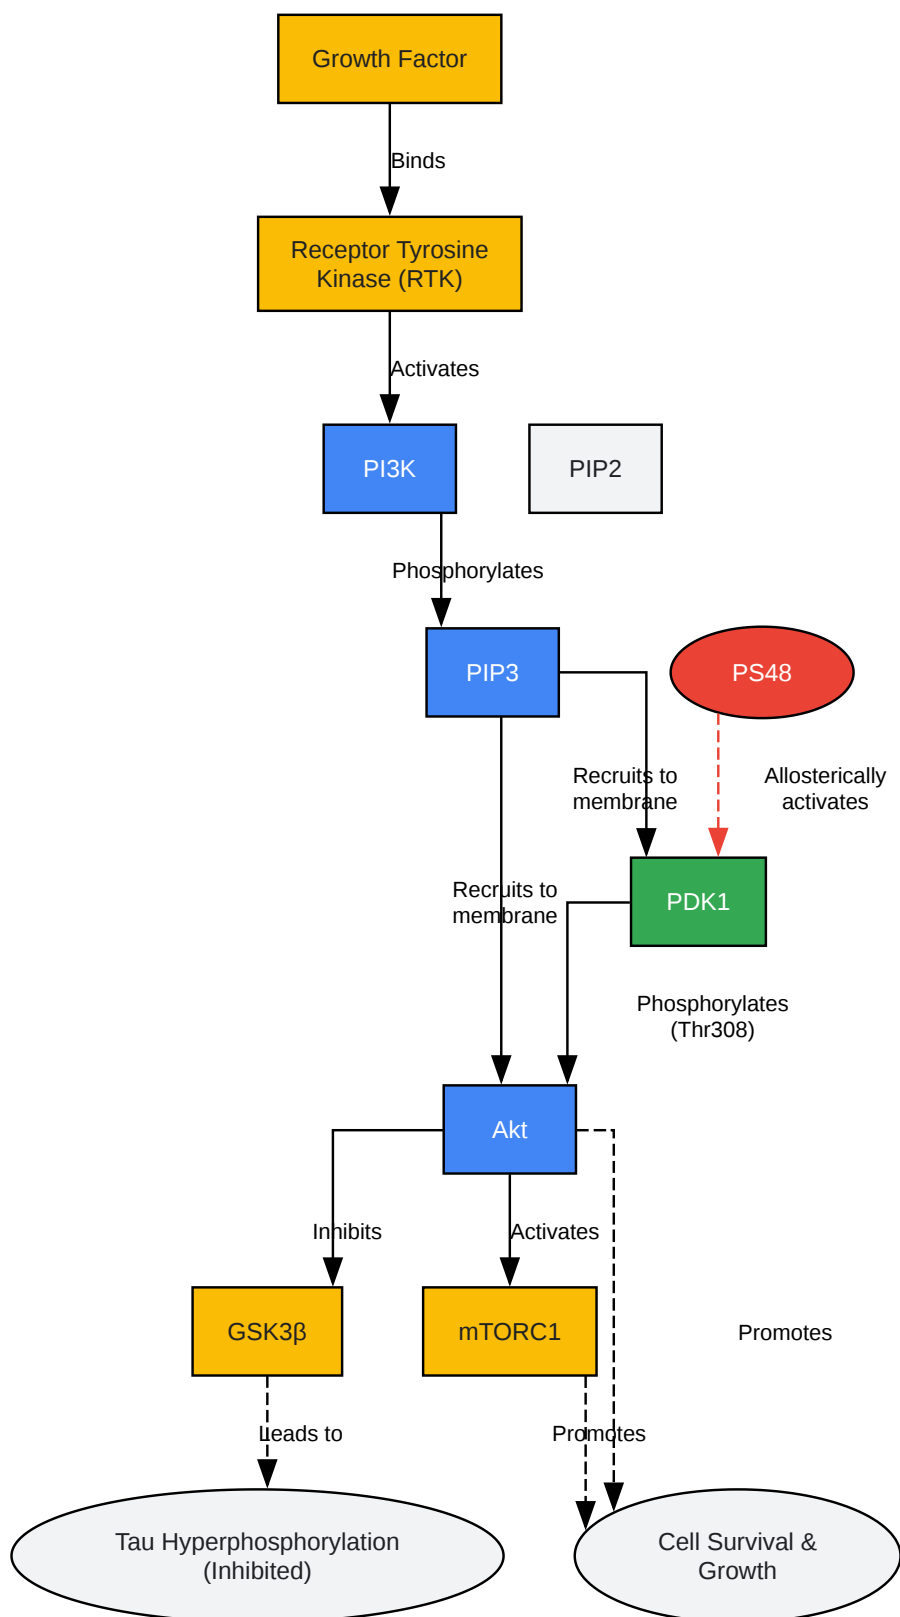 Growth Factor
Binds
Receptor Tyrosine
Kinase (RTK)
Activates
PI3K
PIP2
Phosphorylates
PIP3
PS48
Recruits to
membrane
Allosterically
activates
Recruits to
membrane
PDK1
Phosphorylates
(Thr308)
Akt
Inhibits
Activates
GSK3β
mTORC1
Promotes
Leads to
Promotes
Tau Hyperphosphorylation
(Inhibited)
Cell Survival &
Growth